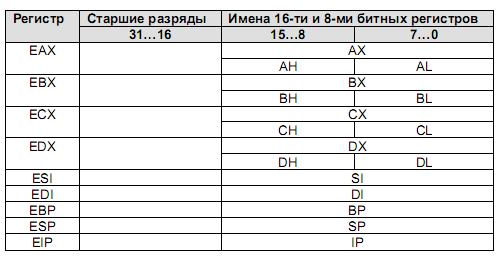 Регистр Старшие разряды Имена 16-ти и 8-ми битных регистров
31...16 15...8 7...0
EAX AX
AH AL
EBX BX
BH BL
ECX CX
CH CL
EDX DX
DH DL
ESI SI
EDI DI
EBP BP
ESP SP
EIP IP